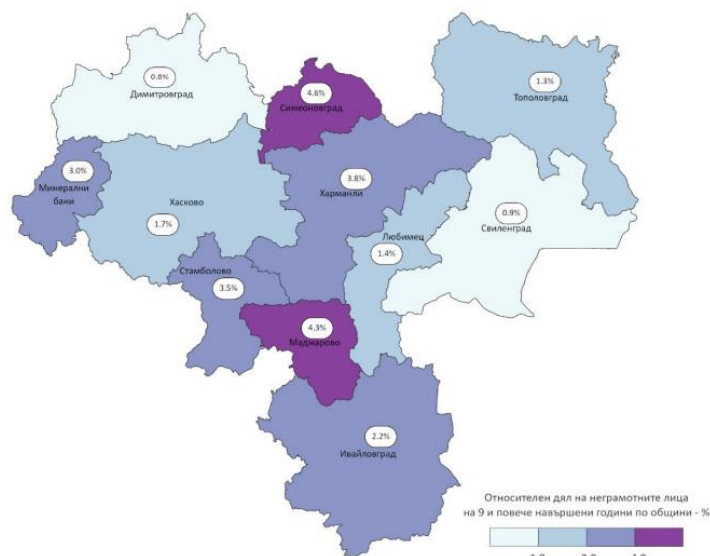 0.8%
Димитровград
4.6%
Симеоновград
1.3%
Тополовград
3.0%
Минерални
бани
Хасково
1.7%
3.8%
Харманли
0.9%
Свиленград
Любимец
1.4%
Стамболово
3.5%
4.3%
Маджарово
2.2%
Ивайловград
Относителен дял на неграмотните лица
на 9 и повече навършени години по общини - %